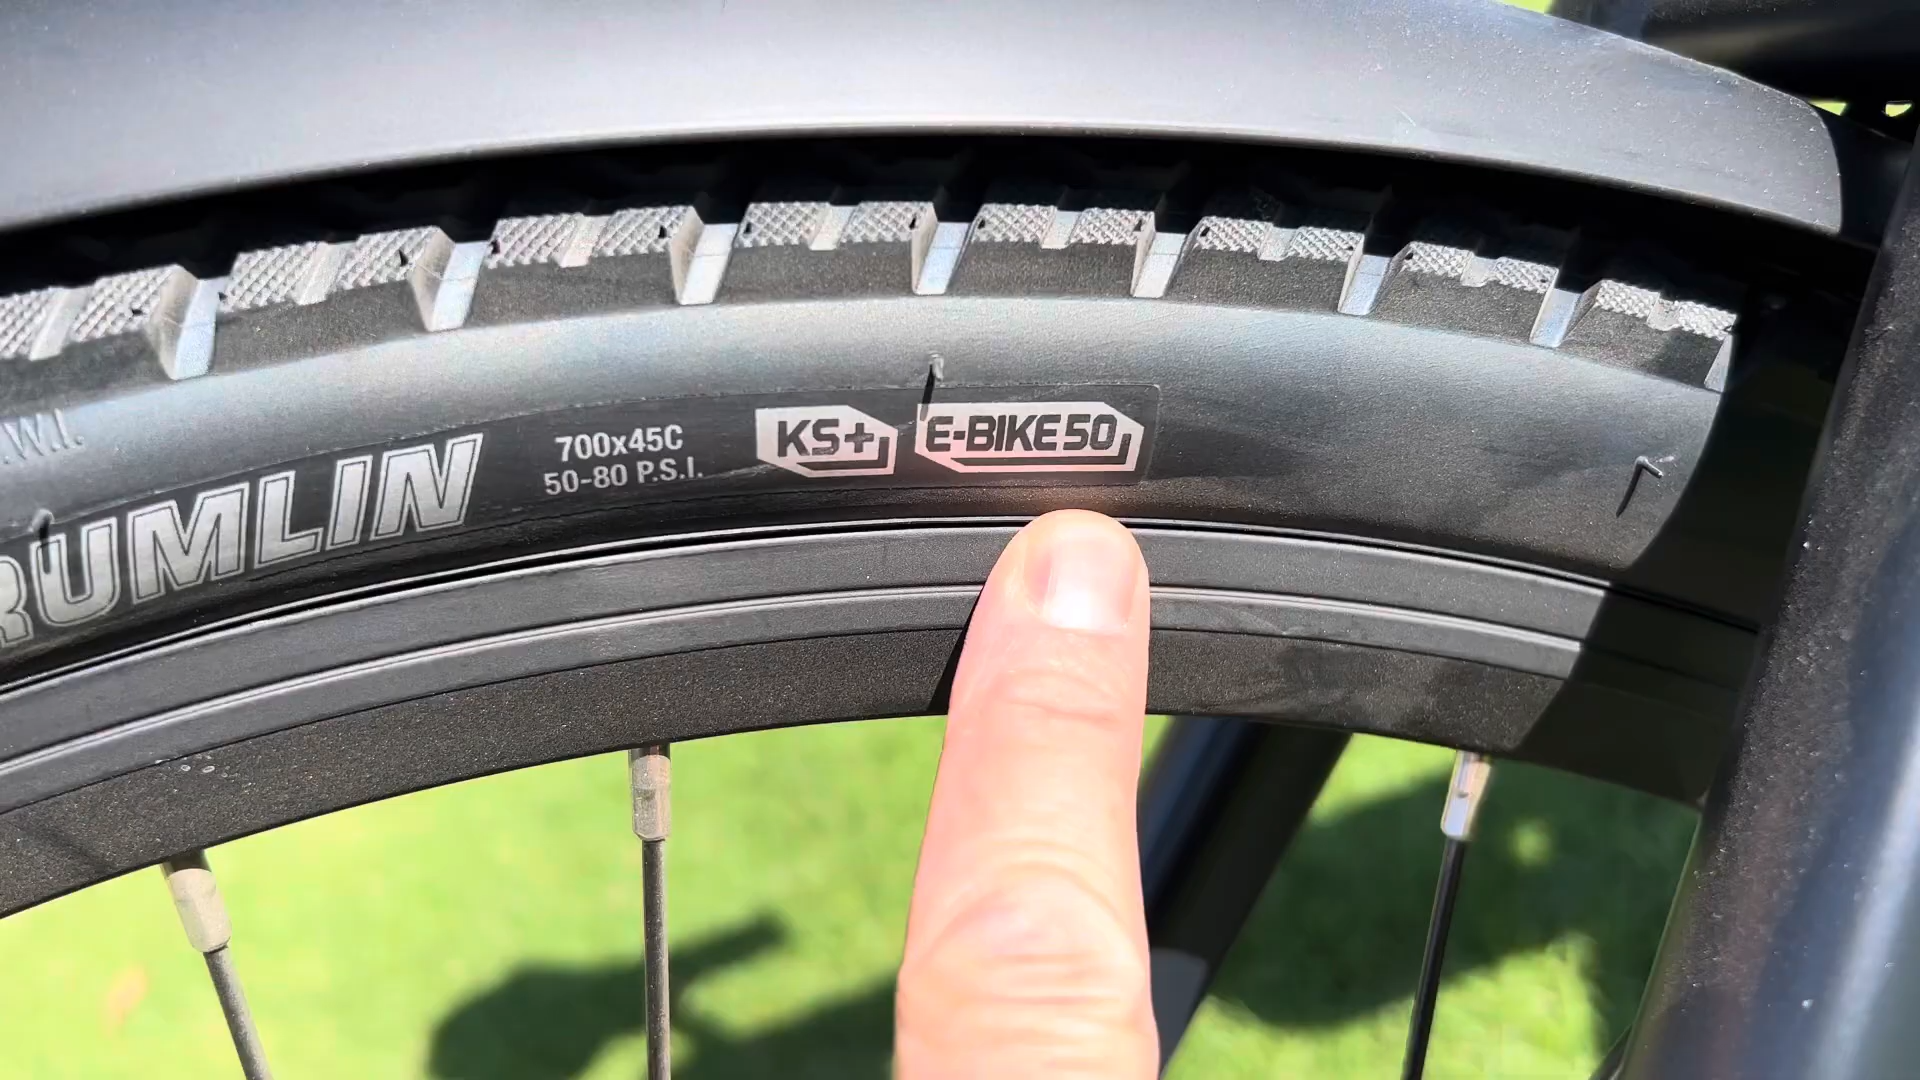 .W.I.
RUMLIN
700x45C
50-80 P.S.I.
KS+
E-BIKE50